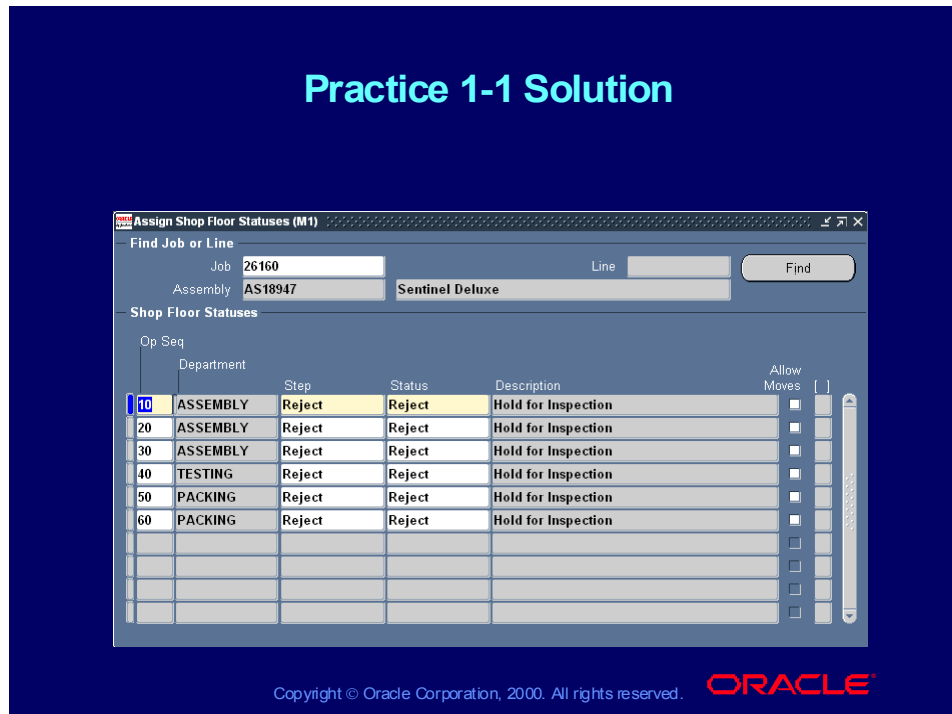 Practice 1-1 Solution
Assign Shop Floor Statuses (M1)
Find Job or Line
Job 26160 Line Find
Assembly AS18947 Sentinel Deluxe
Shop Floor Statuses
Op Seq
Department
Step Status Description Allow Moves [ ]
10 ASSEMBLY Reject Reject Hold for Inspection
20 ASSEMBLY Reject Reject Hold for Inspection
30 ASSEMBLY Reject Reject Hold for Inspection
40 TESTING Reject Reject Hold for Inspection
50 PACKING Reject Reject Hold for Inspection
60 PACKING Reject Reject Hold for Inspection
Copyright © Oracle Corporation, 2000. All rights reserved. ORACLE®